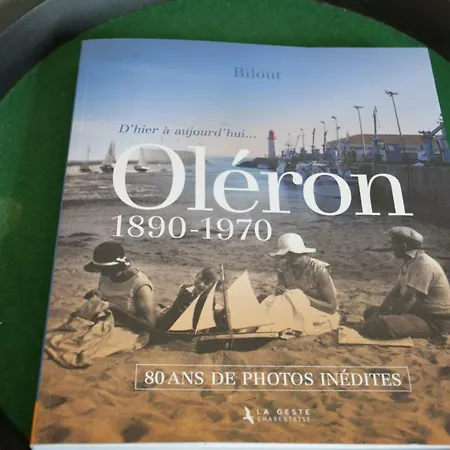 Bilout
D'hier à aujourd'hui...
Oléron
1890-1970
80 ANS DE PHOTOS INÉDITES
LA GESTE
CHARENTAISE